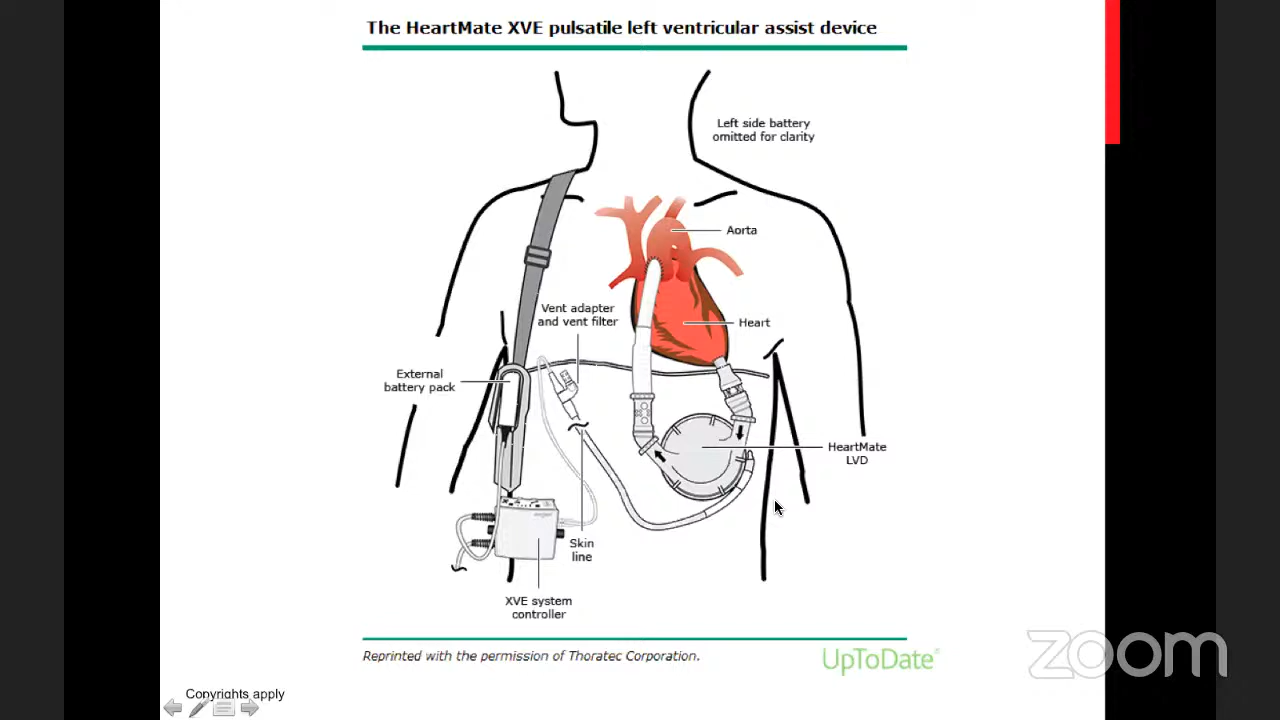 The HeartMate XVE pulsatile left ventricular assist device
Left side battery
omitted for clarity
Aorta
Vent adapter
and vent filter
Heart
External
battery pack
HeartMate
LVD
Skin
line
XVE system
controller
Reprinted with the permission of Thoratec Corporation.
UpToDate®
Copyrights apply
zoom